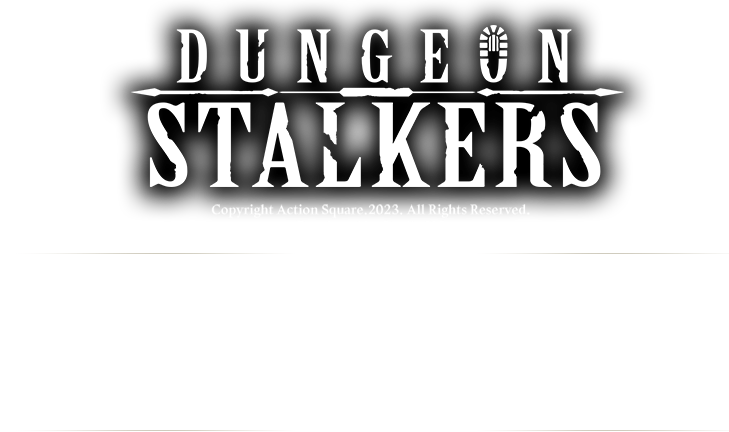 DUNGEON
STALKERS
Copyright Action Square.2023. All Rights Reserved.